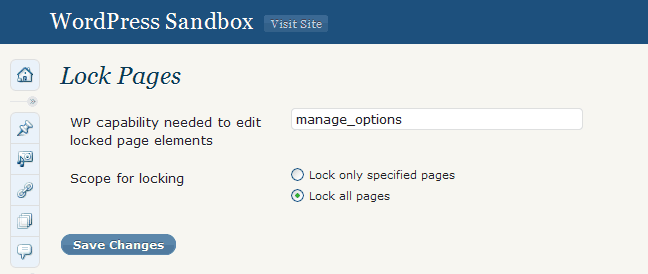 WordPress Sandbox Visit Site
Lock Pages
WP capability needed to edit
locked page elements
manage_options
Scope for locking
Lock only specified pages
Lock all pages
Save Changes